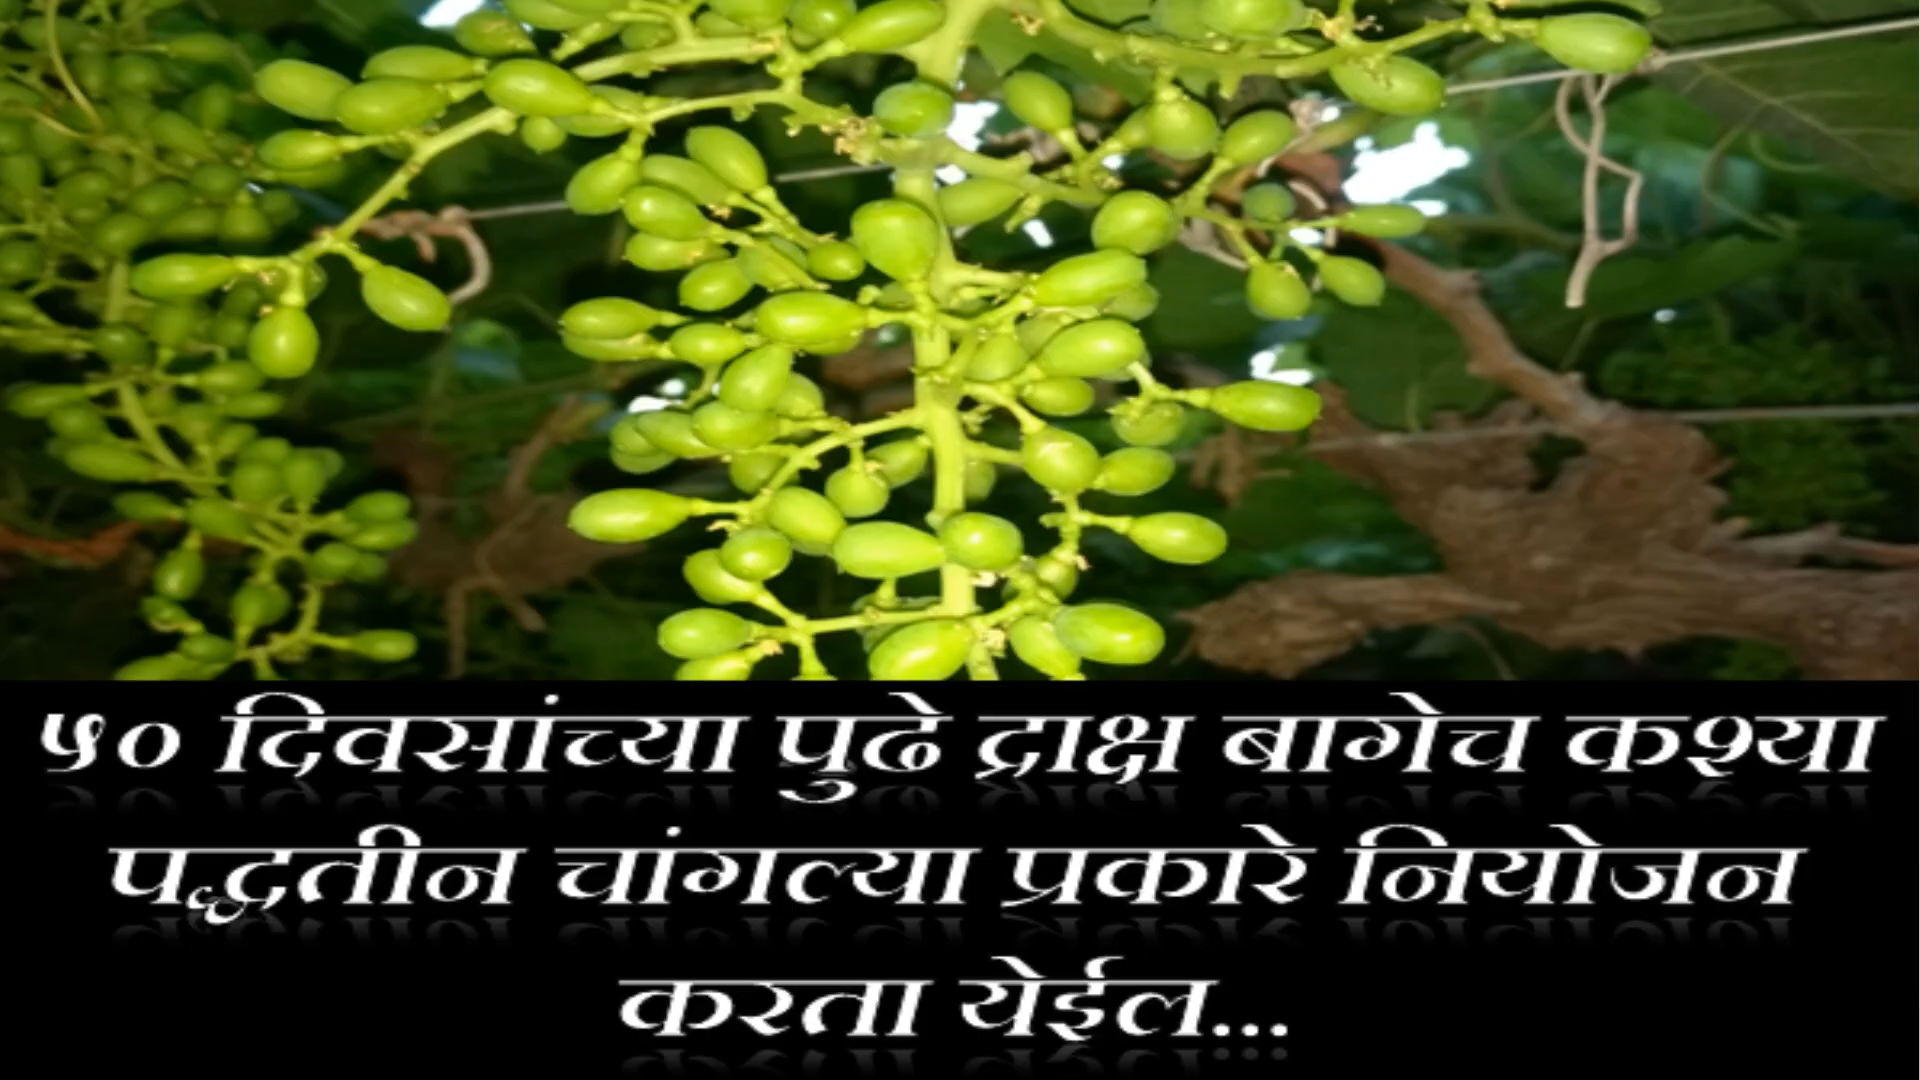 ५० दिवसांच्या पुढे द्राक्ष बागेच कश्या
पद्धतीन चांगल्या प्रकारे नियोजन
करता येईल...